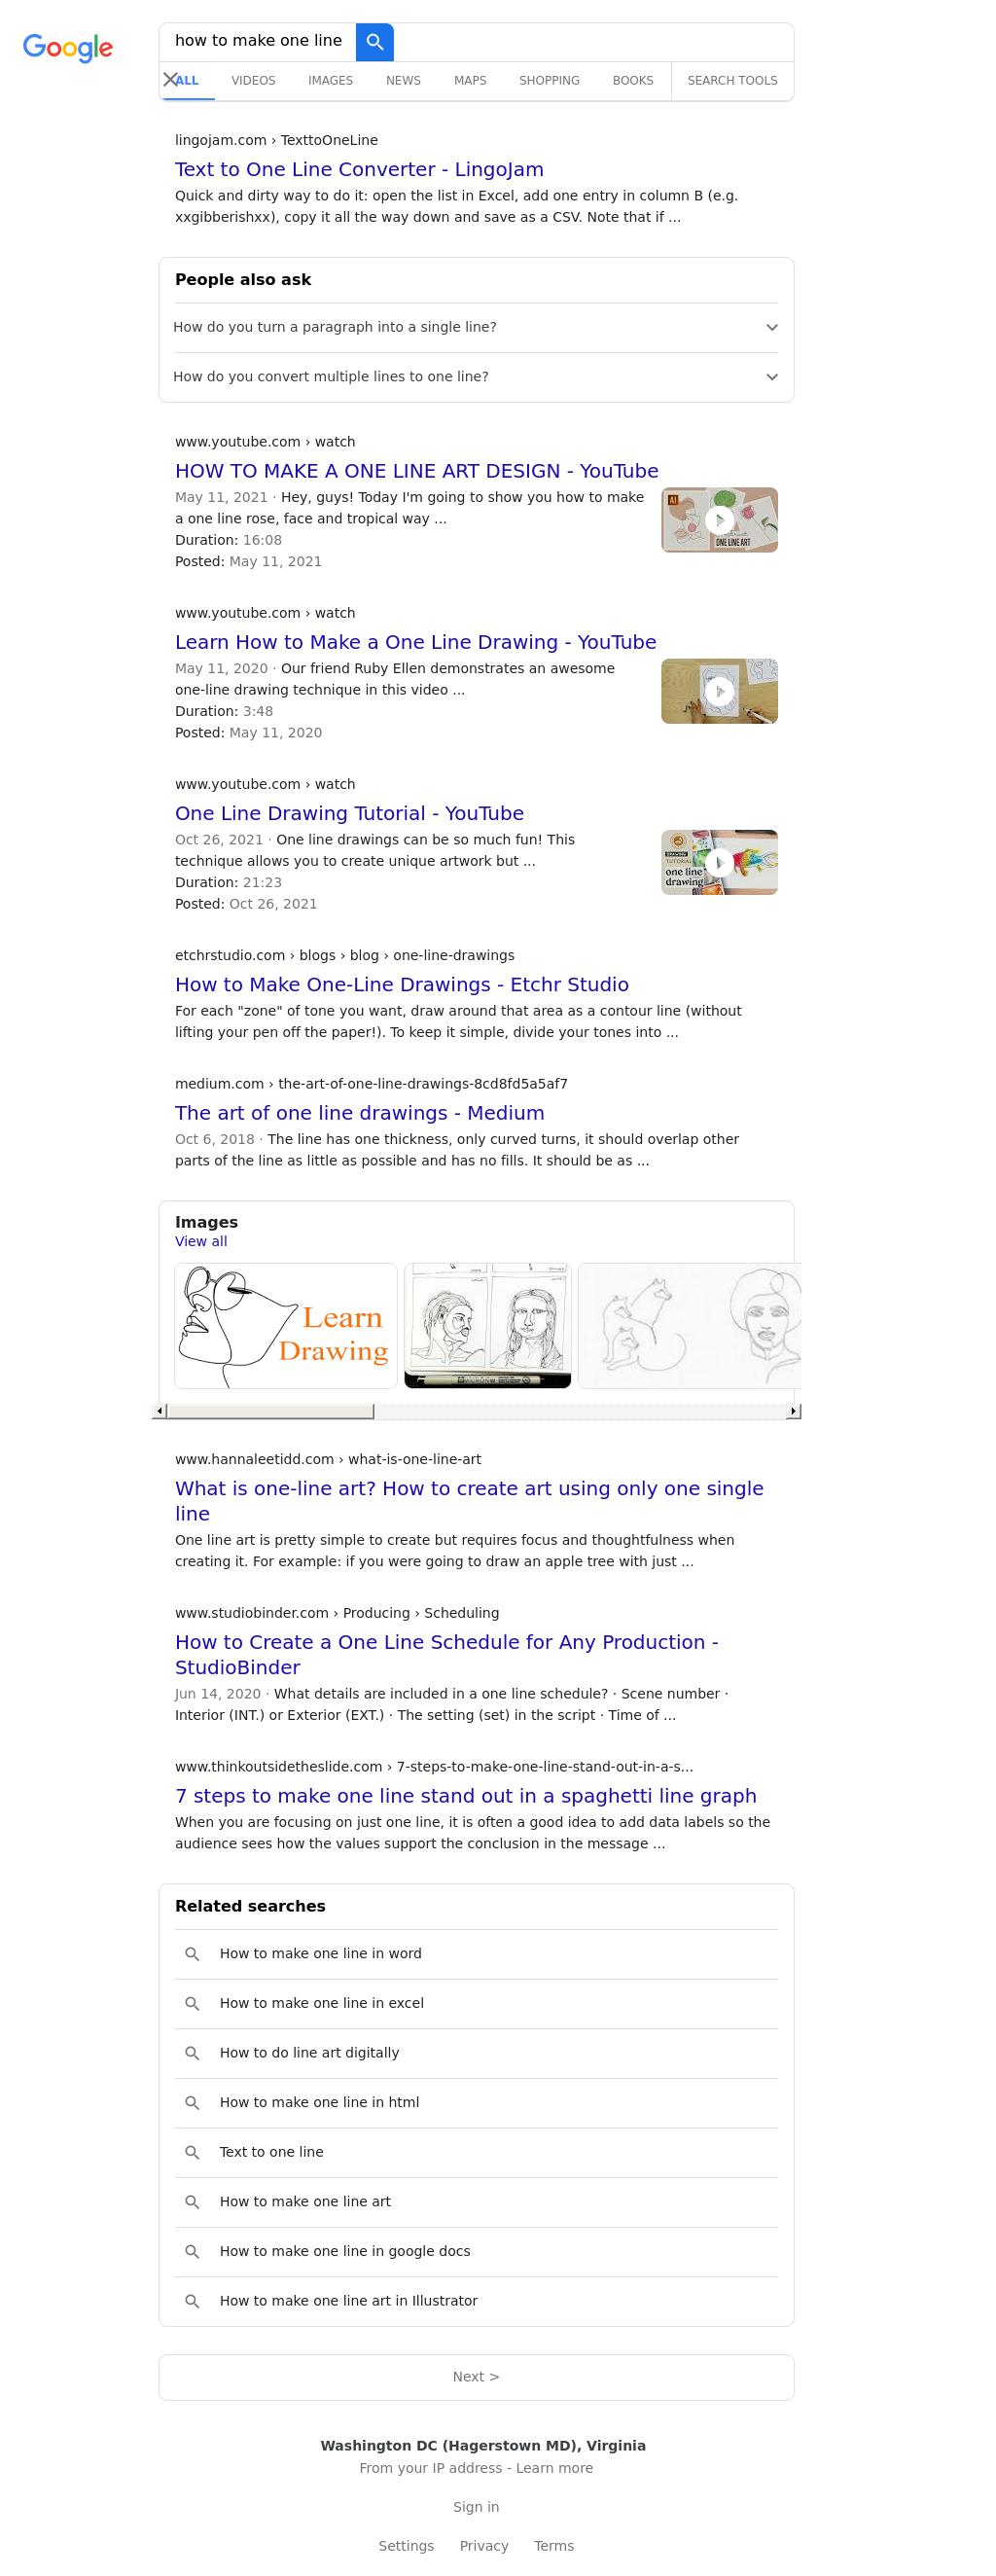 Google
how to make one line
ALL VIDEOS IMAGES NEWS MAPS SHOPPING BOOKS SEARCH TOOLS
lingojam.com › TexttoOneLine
Text to One Line Converter - LingoJam
Quick and dirty way to do it: open the list in Excel, add one entry in column B (e.g.
xxgibberishxx), copy it all the way down and save as a CSV. Note that if ...
People also ask
How do you turn a paragraph into a single line?
How do you convert multiple lines to one line?
www.youtube.com › watch
HOW TO MAKE A ONE LINE ART DESIGN - YouTube
May 11, 2021 · Hey, guys! Today I'm going to show you how to make
a one line rose, face and tropical way ...
Duration: 16:08
Posted: May 11, 2021
Ai
ONE LINE ART
www.youtube.com › watch
Learn How to Make a One Line Drawing - YouTube
May 11, 2020 · Our friend Ruby Ellen demonstrates an awesome
one-line drawing technique in this video ...
Duration: 3:48
Posted: May 11, 2020
www.youtube.com › watch
One Line Drawing Tutorial - YouTube
Oct 26, 2021 · One line drawings can be so much fun! This
technique allows you to create unique artwork but ...
Duration: 21:23
Posted: Oct 26, 2021
DRAWING
TUTORIAL
one line
drawing
etchrstudio.com › blogs › blog › one-line-drawings
How to Make One-Line Drawings - Etchr Studio
For each "zone" of tone you want, draw around that area as a contour line (without
lifting your pen off the paper!). To keep it simple, divide your tones into ...
medium.com › the-art-of-one-line-drawings-8cd8fd5a5af7
The art of one line drawings - Medium
Oct 6, 2018 · The line has one thickness, only curved turns, it should overlap other
parts of the line as little as possible and has no fills. It should be as ...
Images
View all
Learn
Drawing
www.hannaleetidd.com › what-is-one-line-art
What is one-line art? How to create art using only one single
line
One line art is pretty simple to create but requires focus and thoughtfulness when
creating it. For example: if you were going to draw an apple tree with just ...
www.studiobinder.com › Producing › Scheduling
How to Create a One Line Schedule for Any Production -
StudioBinder
Jun 14, 2020 · What details are included in a one line schedule? · Scene number ·
Interior (INT.) or Exterior (EXT.) · The setting (set) in the script · Time of ...
www.thinkoutsidetheslide.com › 7-steps-to-make-one-line-stand-out-in-a-s...
7 steps to make one line stand out in a spaghetti line graph
When you are focusing on just one line, it is often a good idea to add data labels so the
audience sees how the values support the conclusion in the message ...
Related searches
How to make one line in word
How to make one line in excel
How to do line art digitally
How to make one line in html
Text to one line
How to make one line art
How to make one line in google docs
How to make one line art in Illustrator
Next >
Washington DC (Hagerstown MD), Virginia
From your IP address - Learn more
Sign in
Settings Privacy Terms